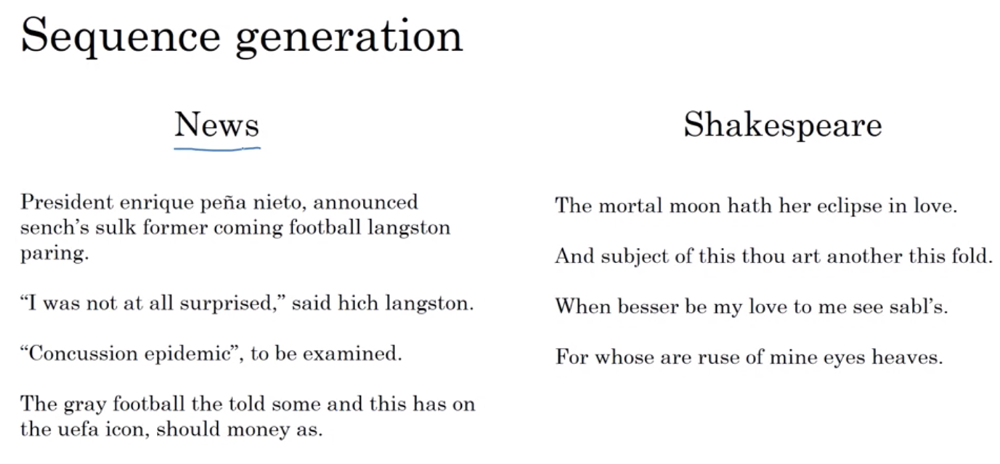 Sequence generation
News
President enrique peña nieto, announced
sench’s sulk former coming football langston
paring.
“I was not at all surprised,” said hich langston.
“Concussion epidemic”, to be examined.
The gray football the told some and this has on
the uefa icon, should money as.
Shakespeare
The mortal moon hath her eclipse in love.
And subject of this thou art another this fold.
When besser be my love to me see sabl’s.
For whose are ruse of mine eyes heaves.